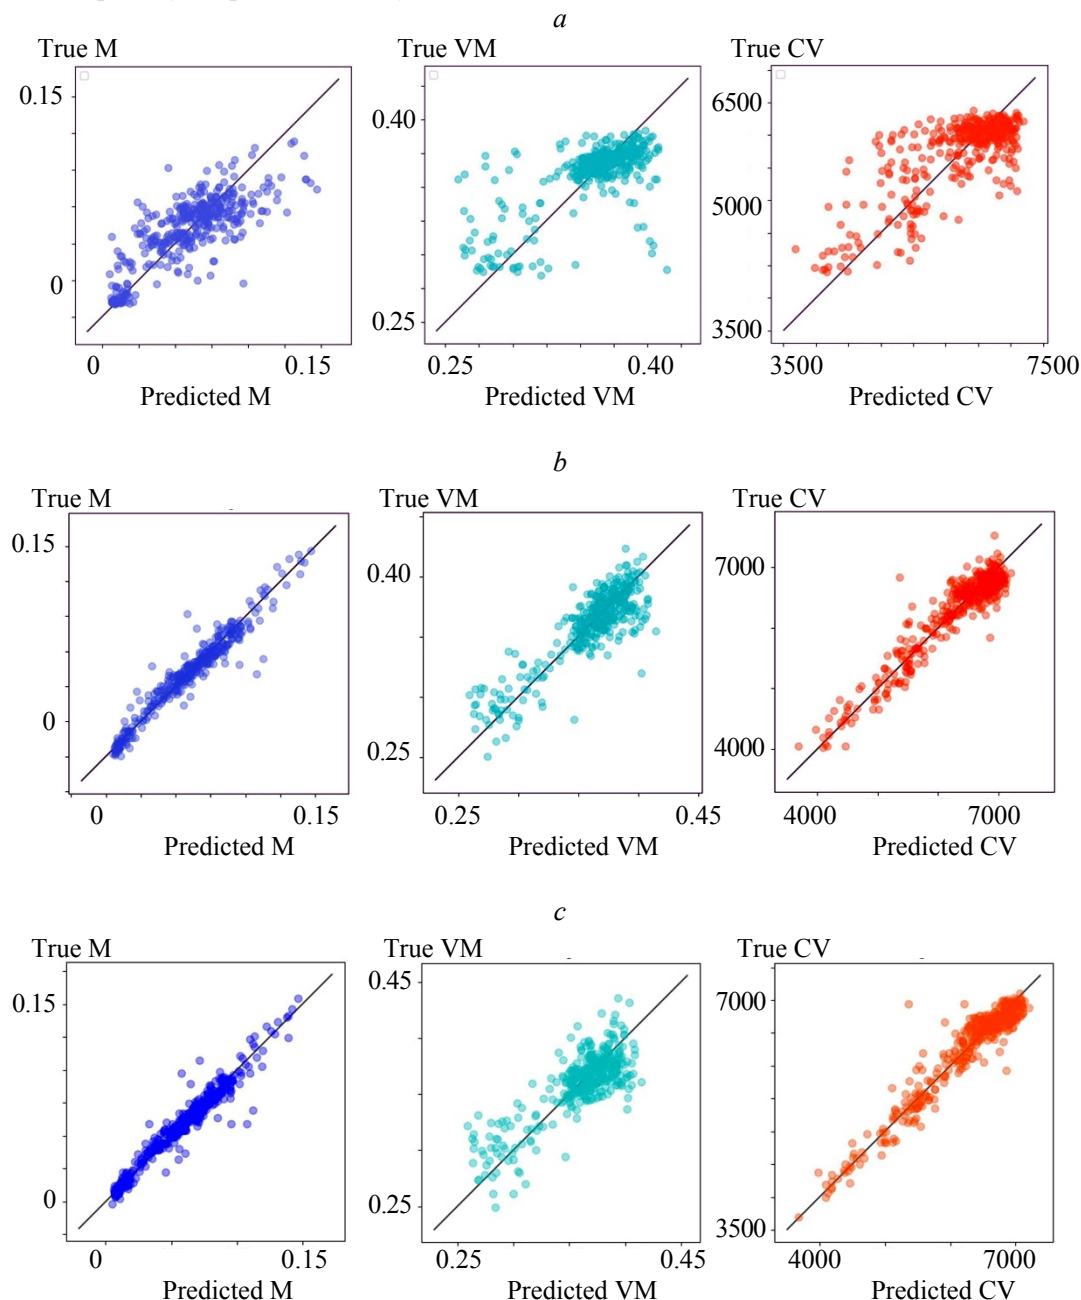 a
True M
True VM
True CV
0.15
0
0.40
0.25
6500
5000
3500
0 0.15
0.25 0.40
3500 7500
Predicted M
Predicted VM
Predicted CV
b
True M
True VM
True CV
0.15
0
0.40
0.25
7000
4000
0 0.15
0.25 0.45
4000 7000
Predicted M
Predicted VM
Predicted CV
c
True M
True VM
True CV
0.15
0
0.45
0.25
7000
3500
0 0.15
0.25 0.45
4000 7000
Predicted M
Predicted VM
Predicted CV